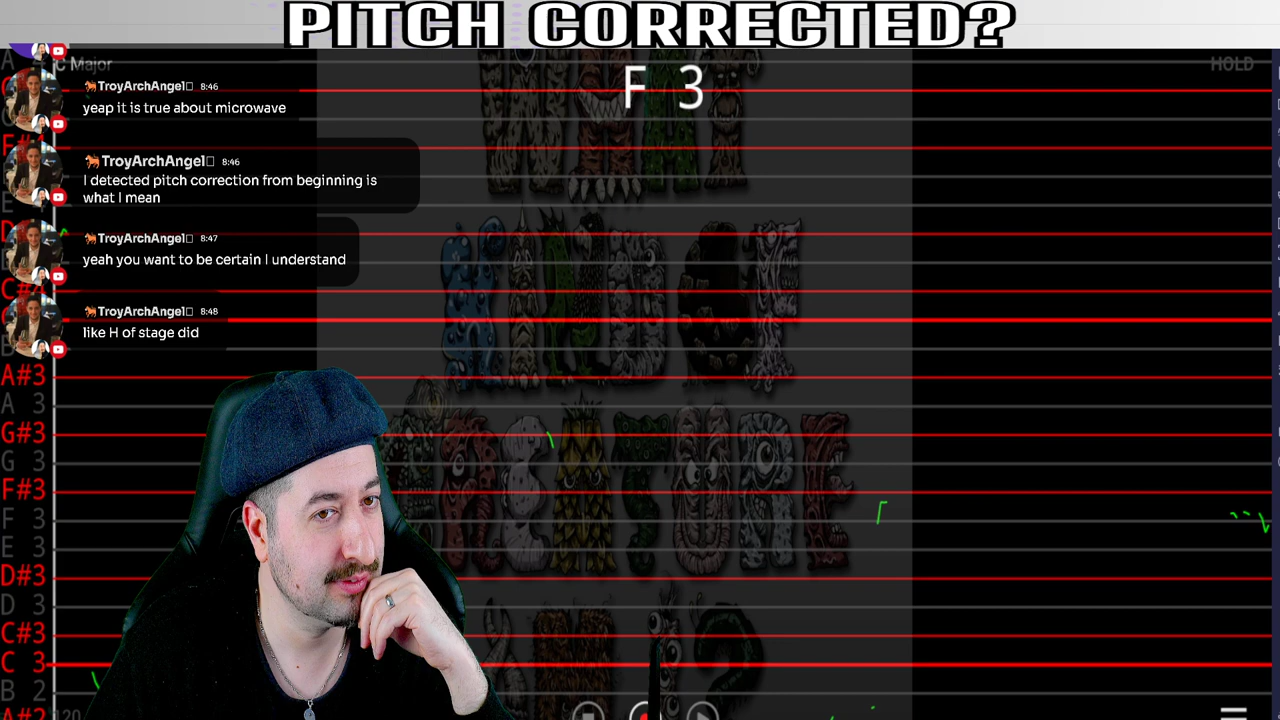 PITCH CORRECTED?
C Major
HOLD
F 3
TroyArchAngel 8:46
yeap it is true about microwave
TroyArchAngel 8:46
I detected pitch correction from beginning is
what I mean
TroyArchAngel 8:47
yeah you want to be certain I understand
TroyArchAngel 8:48
like H of stage did
A#3
A 3
G#3
G 3
F#3
F 3
E 3
D#3
D 3
C#3
C 3
B 2
A#2
120